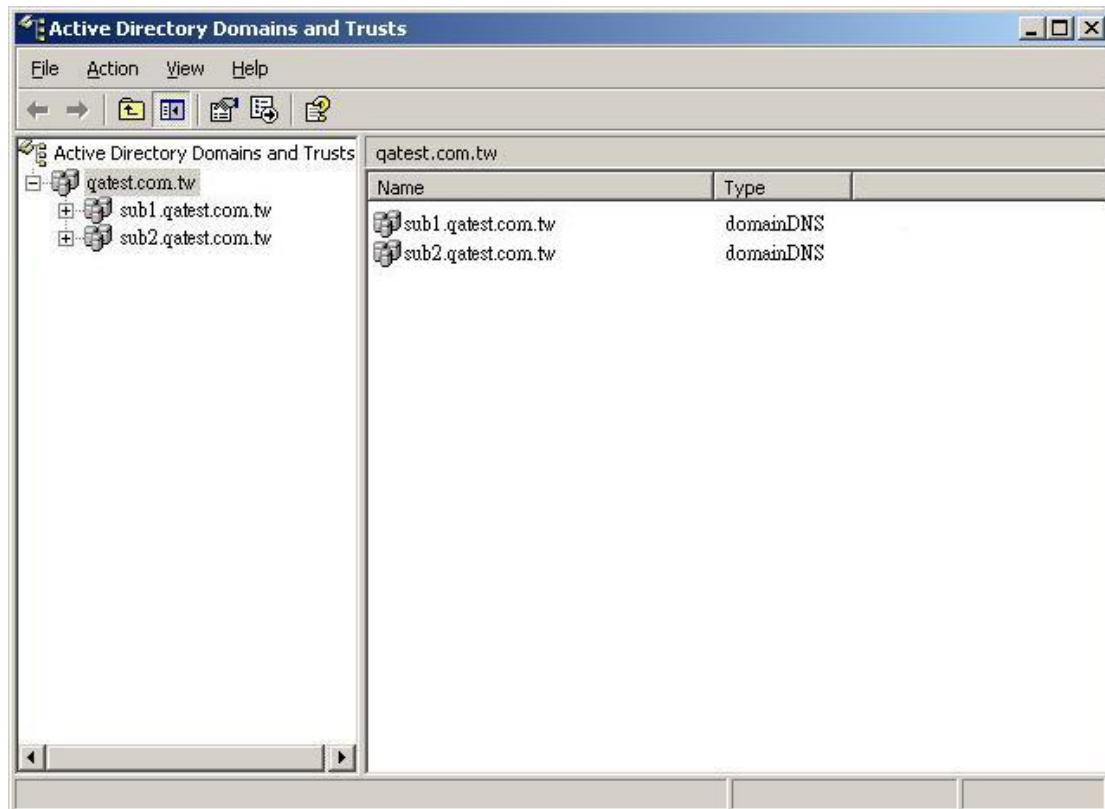 Active Directory Domains and Trusts
File Action View Help
Active Directory Domains and Trusts
qatest.com.tw
sub1.qatest.com.tw
sub2.qatest.com.tw
qatest.com.tw
Name Type
sub1.qatest.com.tw domainDNS
sub2.qatest.com.tw domainDNS